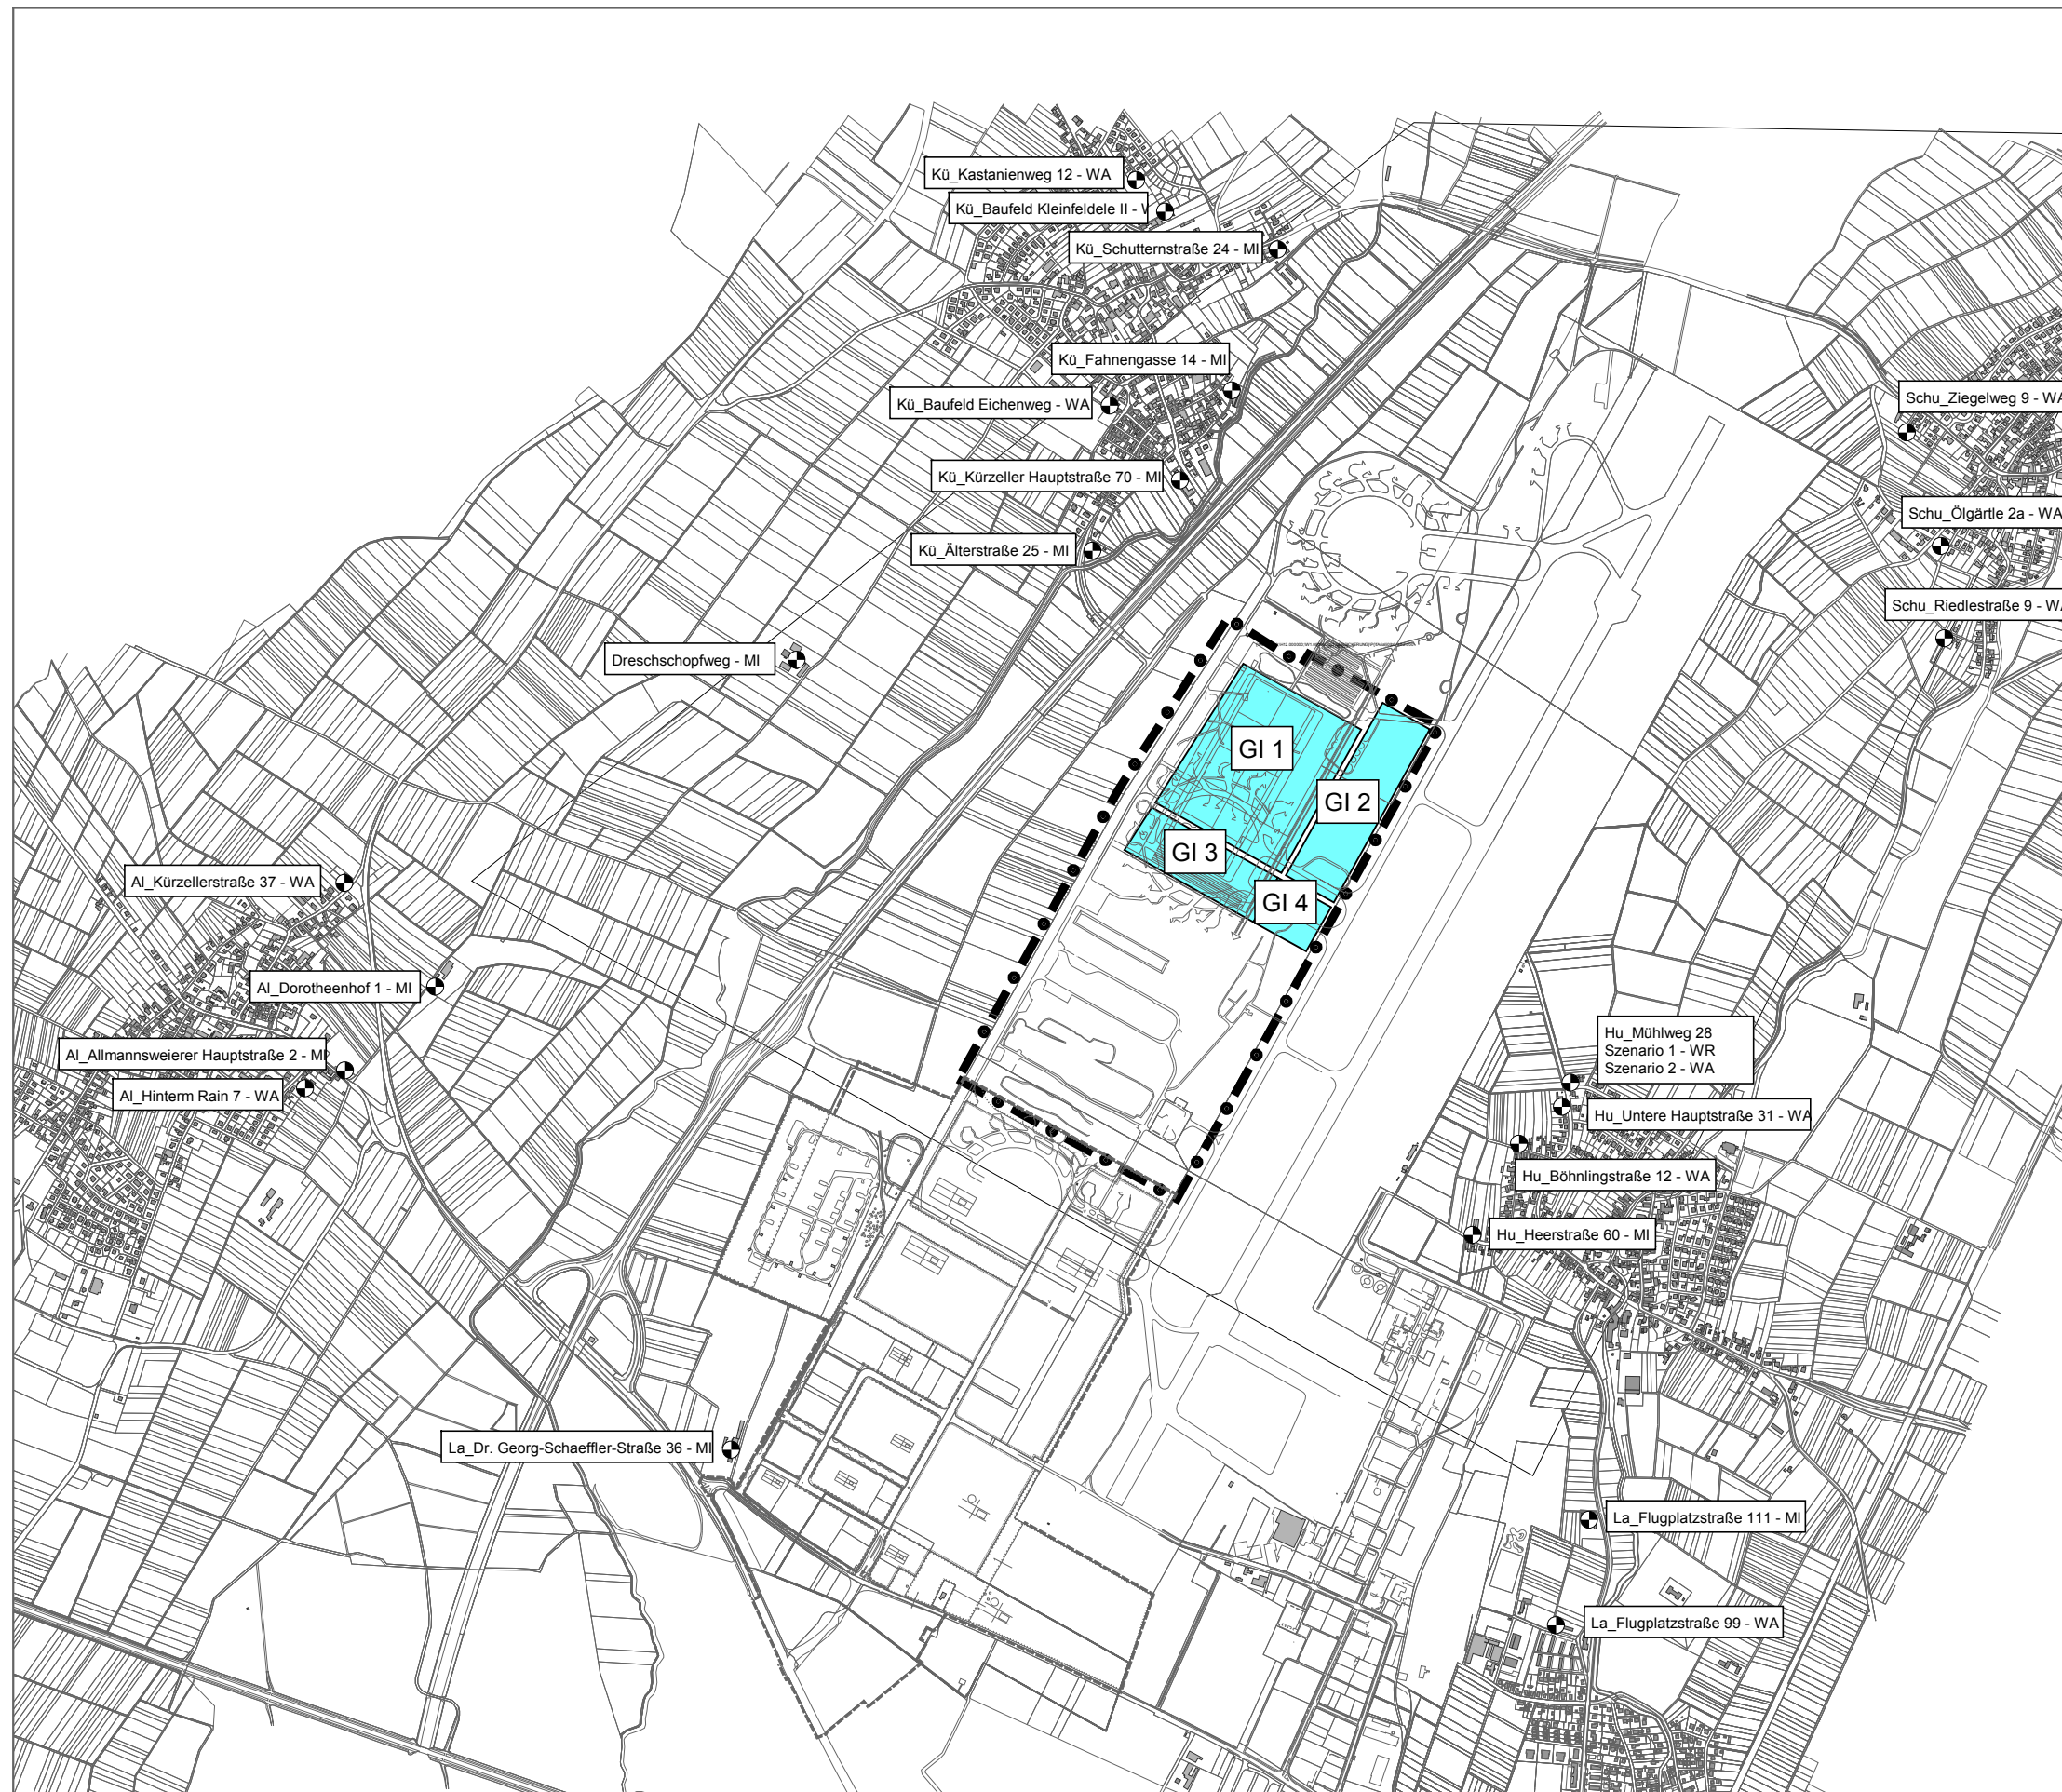 Kü_Kastanienweg 12 - WA
Kü_Baufeld Kleinfeldele II - W
Kü_Schutternstraße 24 - MI
Kü_Fahnengasse 14 - MI
Kü_Baufeld Eichenweg - WA
Schu_Ziegelweg 9 - WA
Kü_Kürzeller Hauptstraße 70 - MI
Schu_Ölgärtle 2a - WA
Kü_Älterstraße 25 - MI
Schu_Riedlestraße 9 - WA
Dreschschopfweg - MI
GI 1
GI 2
GI 3
GI 4
Al_Kürzellerstraße 37 - WA
Al_Dorotheenhof 1 - MI
Al_Allmannsweierer Hauptstraße 2 - MI
Al_Hinterm Rain 7 - WA
Hu_Mühlweg 28
Szenario 1 - WR
Szenario 2 - WA
Hu_Untere Hauptstraße 31 - WA
Hu_Böhnlingstraße 12 - WA
Hu_Heerstraße 60 - MI
La_Dr. Georg-Schaeffler-Straße 36 - MI
La_Flugplatzstraße 111 - MI
La_Flugplatzstraße 99 - WA